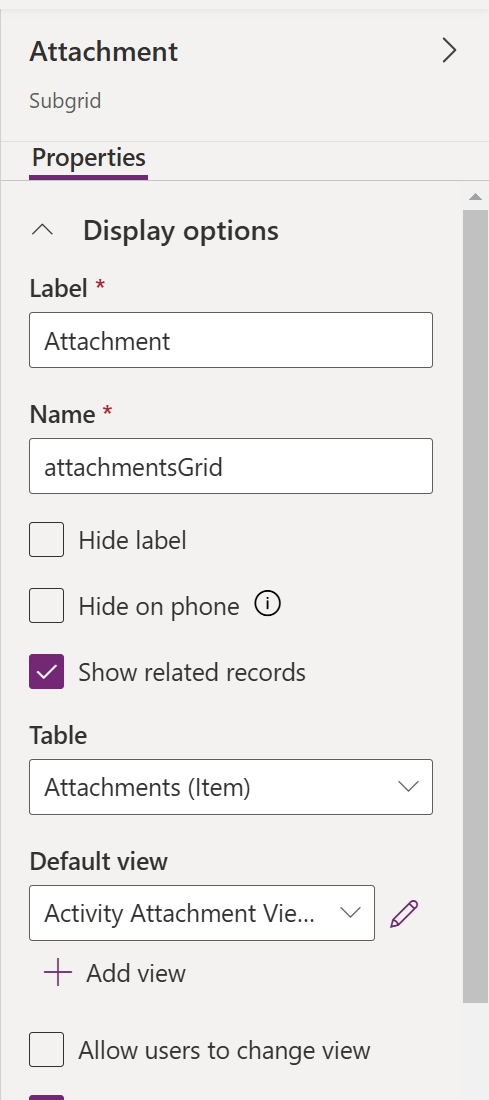 Attachment
Subgrid
Properties
Display options
Label *
Attachment
Name *
attachmentsGrid
Hide label
Hide on phone
Show related records
Table
Attachments (Item)
Default view
Activity Attachment Vie...
Add view
Allow users to change view